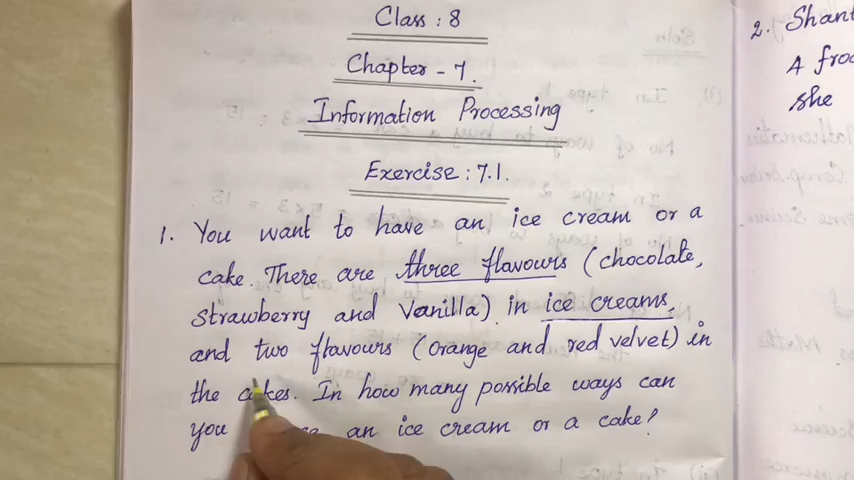 Class : 8
Chapter - 7.
Information Processing
Exercise : 7.1.
1. You want to have an ice cream or a
cake. There are three flavours (chocolate,
strawberry and Vanilla) in ice creams,
and two flavours (orange and red velvet) in
the cakes. In how many possible ways can
you an ice cream or a cake?
2. Shant
A fro
she